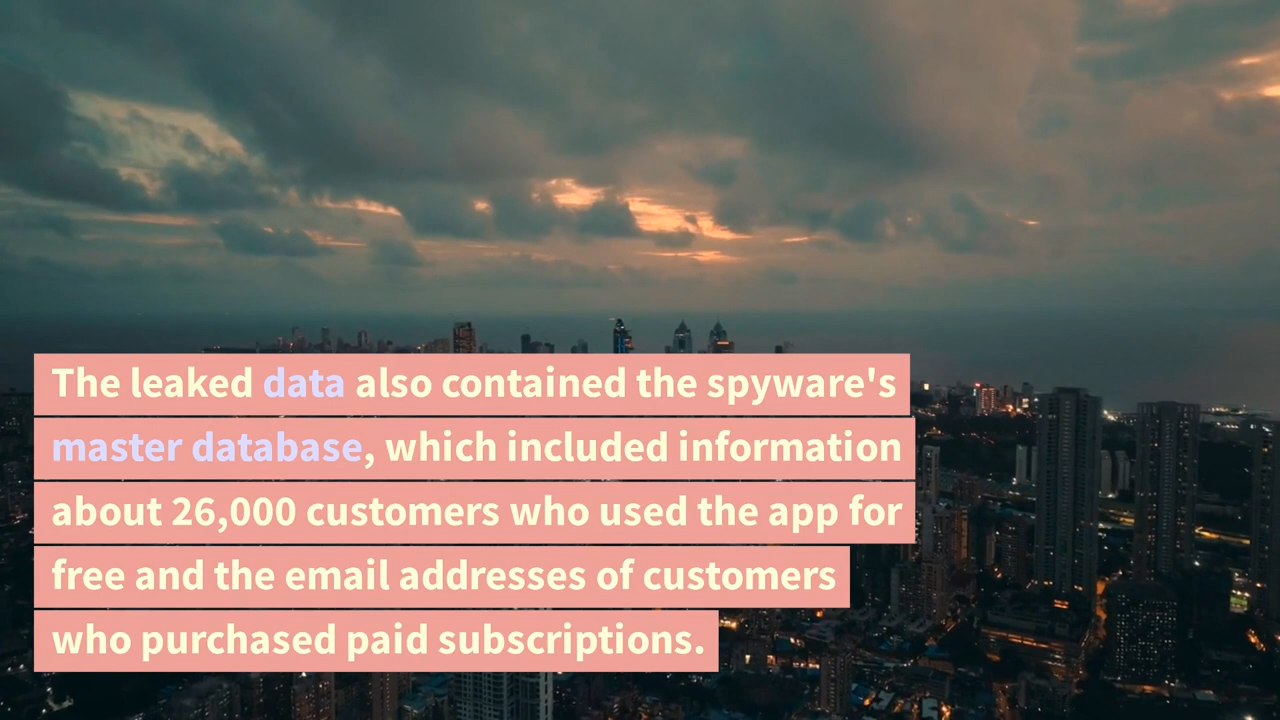 The leaked data also contained the spyware's
master database, which included information
about 26,000 customers who used the app for
free and the email addresses of customers
who purchased paid subscriptions.